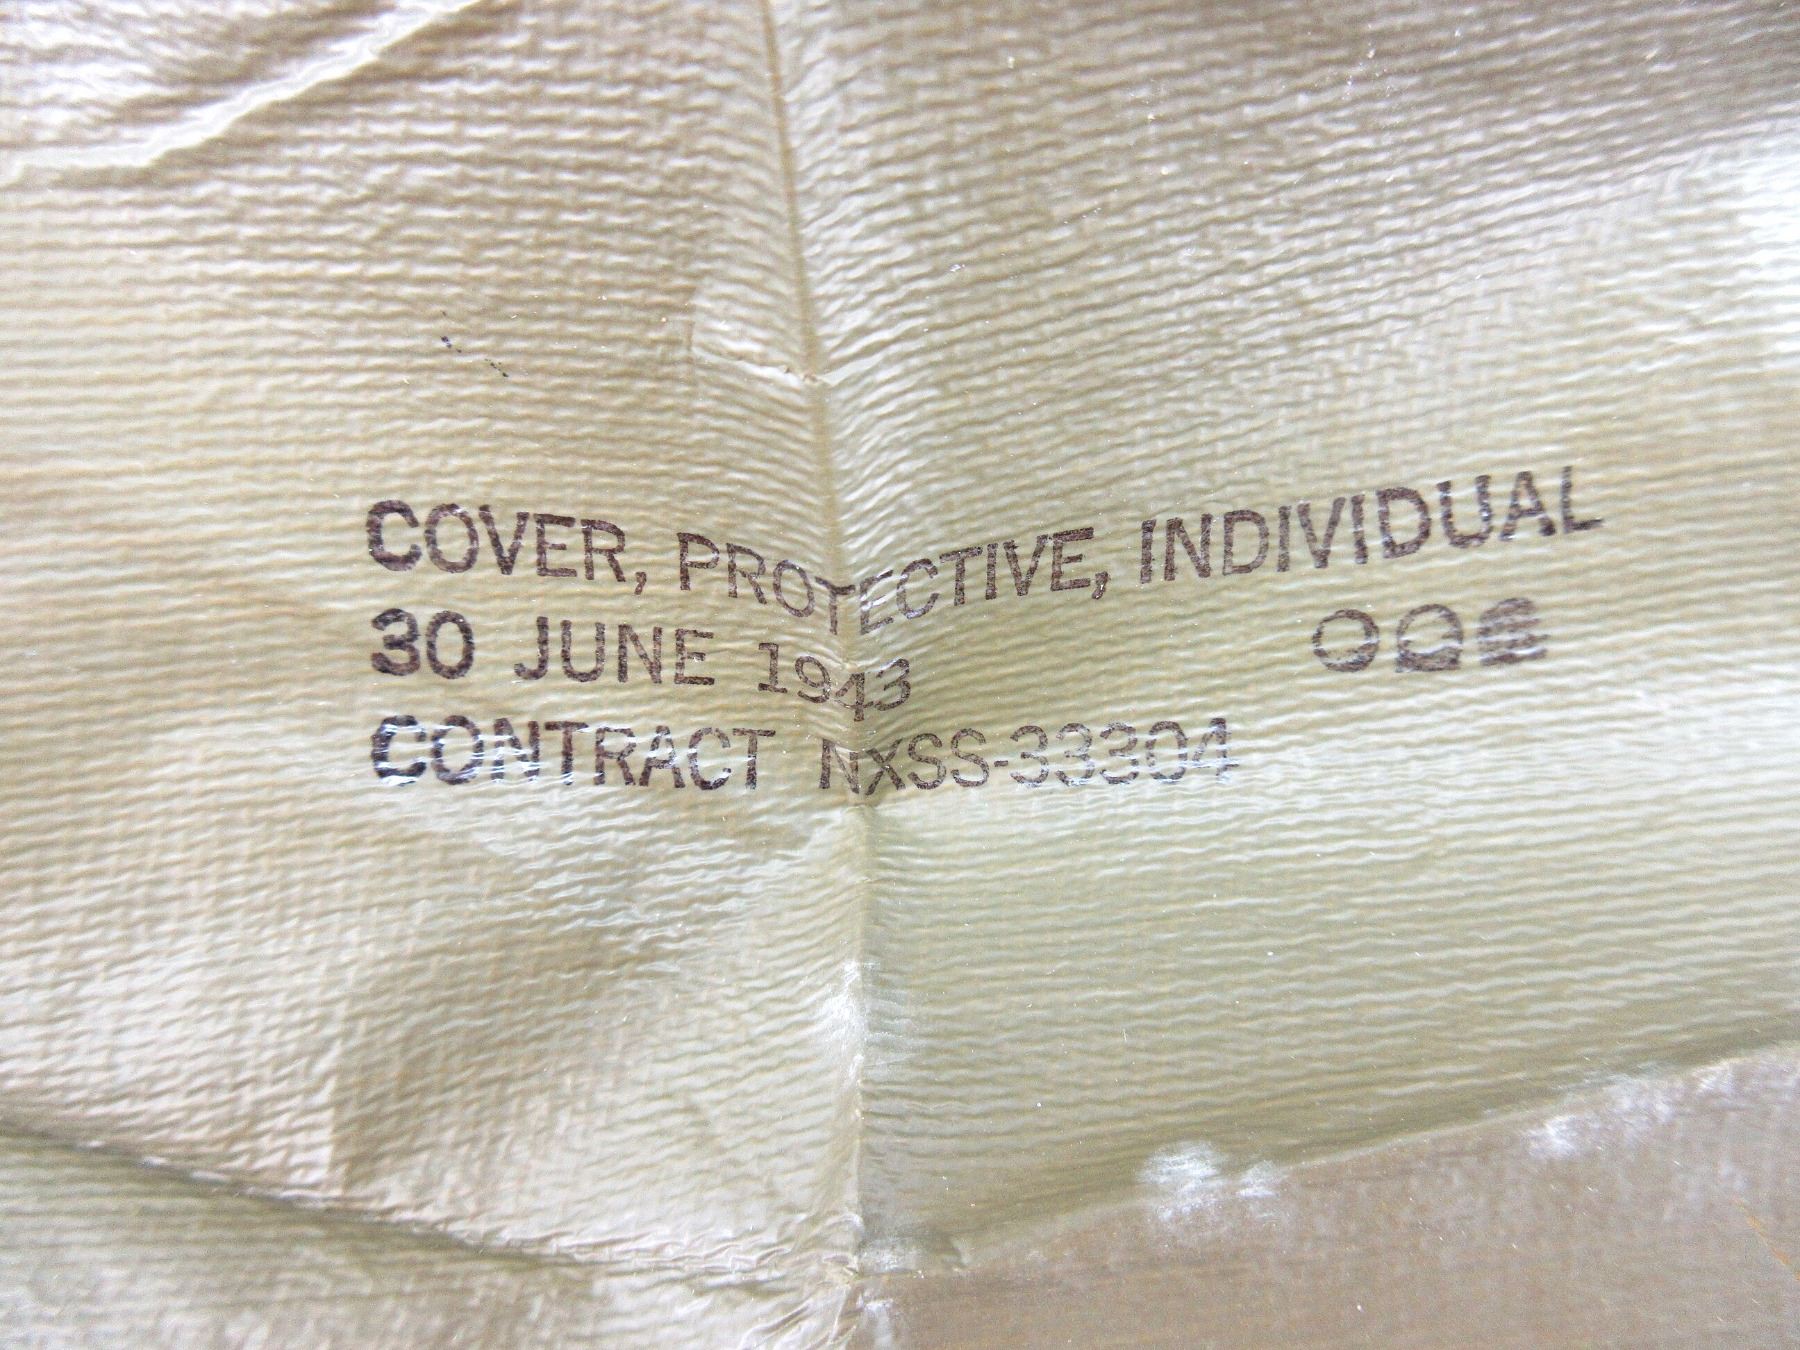 COVER, PROTECTIVE, INDIVIDUAL
30 JUNE 1943
CONTRACT NXSS-33304